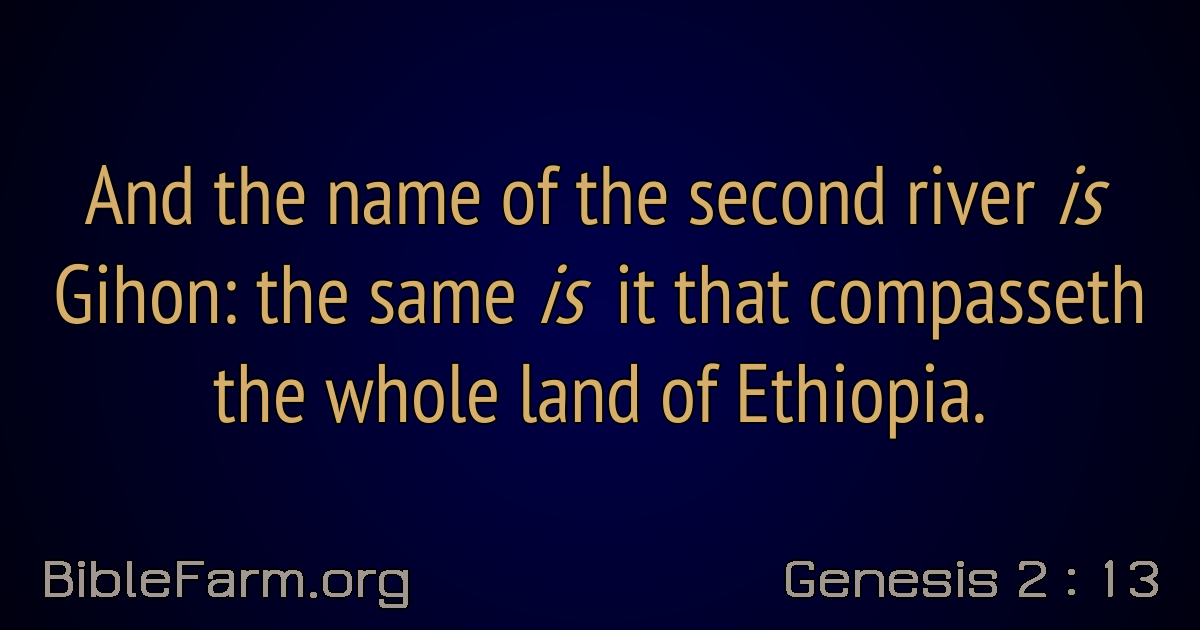 And the name of the second river is
Gihon: the same is it that compasseth
the whole land of Ethiopia.
BibleFarm.org
Genesis 2 : 13